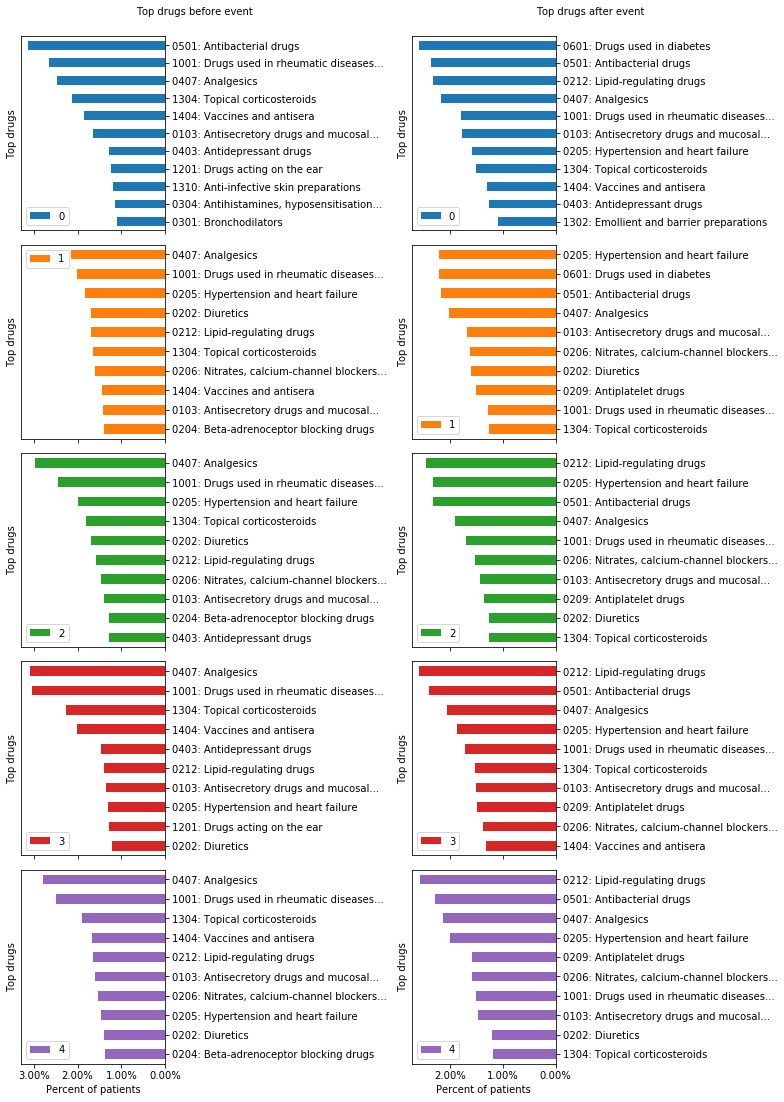 Top drugs before event
Top drugs
0501: Antibacterial drugs
1001: Drugs used in rheumatic diseases...
0407: Analgesics
1304: Topical corticosteroids
1404: Vaccines and antisera
0103: Antisecretory drugs and mucosal...
0403: Antidepressant drugs
1201: Drugs acting on the ear
1310: Anti-infective skin preparations
0304: Antihistamines, hyposensitisation...
0301: Bronchodilators
0
Top drugs
0407: Analgesics
1001: Drugs used in rheumatic diseases...
0205: Hypertension and heart failure
0202: Diuretics
0212: Lipid-regulating drugs
1304: Topical corticosteroids
0206: Nitrates, calcium-channel blockers...
1404: Vaccines and antisera
0103: Antisecretory drugs and mucosal...
0204: Beta-adrenoceptor blocking drugs
1
Top drugs
0407: Analgesics
1001: Drugs used in rheumatic diseases...
0205: Hypertension and heart failure
1304: Topical corticosteroids
0202: Diuretics
0212: Lipid-regulating drugs
0206: Nitrates, calcium-channel blockers...
0103: Antisecretory drugs and mucosal...
0204: Beta-adrenoceptor blocking drugs
0403: Antidepressant drugs
2
Top drugs
0407: Analgesics
1001: Drugs used in rheumatic diseases...
1304: Topical corticosteroids
1404: Vaccines and antisera
0403: Antidepressant drugs
0212: Lipid-regulating drugs
0103: Antisecretory drugs and mucosal...
0205: Hypertension and heart failure
1201: Drugs acting on the ear
0202: Diuretics
3
Top drugs
0407: Analgesics
1001: Drugs used in rheumatic diseases...
1304: Topical corticosteroids
1404: Vaccines and antisera
0212: Lipid-regulating drugs
0103: Antisecretory drugs and mucosal...
0206: Nitrates, calcium-channel blockers...
0205: Hypertension and heart failure
0202: Diuretics
0204: Beta-adrenoceptor blocking drugs
4
3.00% 2.00% 1.00% 0.00%
Percent of patients
Top drugs after event
Top drugs
0601: Drugs used in diabetes
0501: Antibacterial drugs
0212: Lipid-regulating drugs
0407: Analgesics
1001: Drugs used in rheumatic diseases...
0103: Antisecretory drugs and mucosal...
0205: Hypertension and heart failure
1304: Topical corticosteroids
1404: Vaccines and antisera
0403: Antidepressant drugs
1302: Emollient and barrier preparations
0
Top drugs
0205: Hypertension and heart failure
0601: Drugs used in diabetes
0501: Antibacterial drugs
0407: Analgesics
0103: Antisecretory drugs and mucosal...
0206: Nitrates, calcium-channel blockers...
0202: Diuretics
0209: Antiplatelet drugs
1001: Drugs used in rheumatic diseases...
1304: Topical corticosteroids
1
Top drugs
0212: Lipid-regulating drugs
0205: Hypertension and heart failure
0501: Antibacterial drugs
0407: Analgesics
1001: Drugs used in rheumatic diseases...
0206: Nitrates, calcium-channel blockers...
0103: Antisecretory drugs and mucosal...
0209: Antiplatelet drugs
0202: Diuretics
1304: Topical corticosteroids
2
Top drugs
0212: Lipid-regulating drugs
0501: Antibacterial drugs
0407: Analgesics
0205: Hypertension and heart failure
1001: Drugs used in rheumatic diseases...
1304: Topical corticosteroids
0103: Antisecretory drugs and mucosal...
0209: Antiplatelet drugs
0206: Nitrates, calcium-channel blockers...
1404: Vaccines and antisera
3
Top drugs
0212: Lipid-regulating drugs
0501: Antibacterial drugs
0407: Analgesics
0205: Hypertension and heart failure
0209: Antiplatelet drugs
0206: Nitrates, calcium-channel blockers...
1001: Drugs used in rheumatic diseases...
0103: Antisecretory drugs and mucosal...
0202: Diuretics
1304: Topical corticosteroids
4
2.00% 1.00% 0.00%
Percent of patients